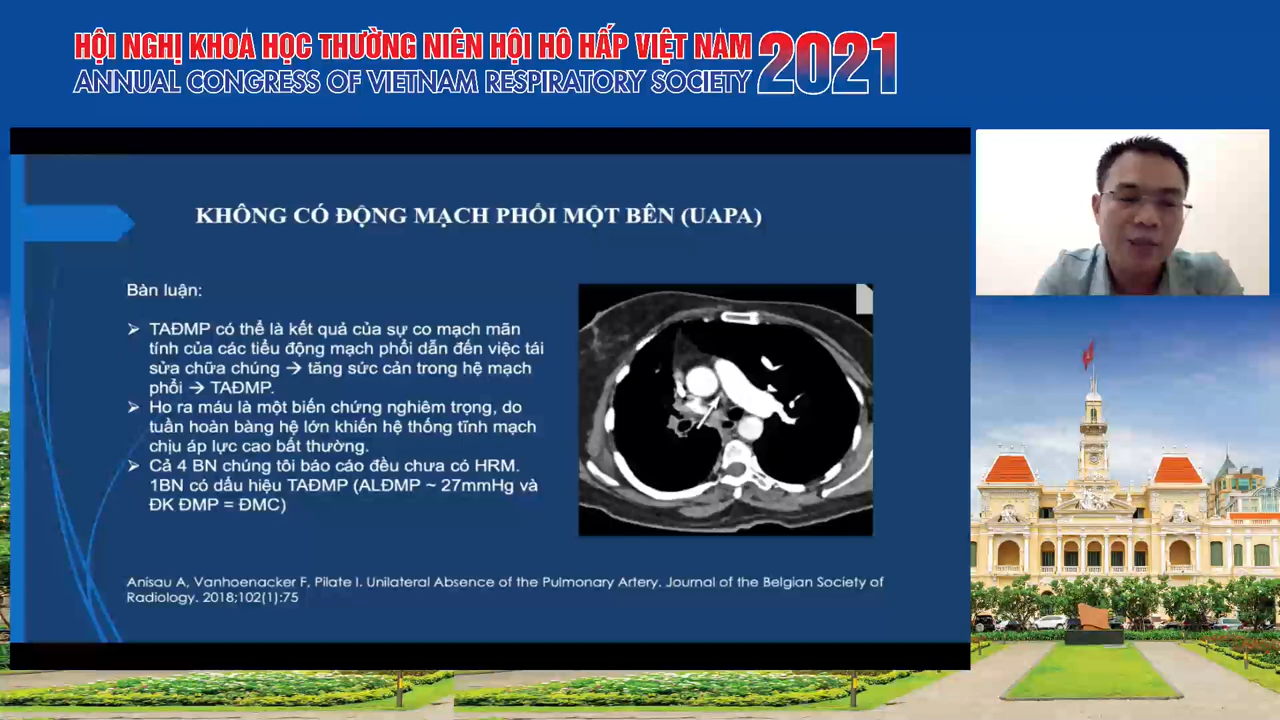 HỘI NGHỊ KHOA HỌC THƯỜNG NIÊN HỘI HÔ HẤP VIỆT NAM 2021
ANNUAL CONGRESS OF VIETNAM RESPIRATORY SOCIETY
KHÔNG CÓ ĐỘNG MẠCH PHỔI MỘT BÊN (UAPA)
Bàn luận:
➢ TAĐMP có thể là kết quả của sự co mạch mãn
tính của các tiểu động mạch phổi dẫn đến việc tái
sửa chữa chúng → tăng sức cản trong hệ mạch
phổi → TAĐMP.
➢ Ho ra máu là một biến chứng nghiêm trọng, do
tuần hoàn bàng hệ lớn khiến hệ thống tĩnh mạch
chịu áp lực cao bất thường.
➢ Cả 4 BN chúng tôi báo cáo đều chưa có HRM.
1BN có dấu hiệu TAĐMP (ALĐMP ~ 27mmHg và
ĐK ĐMP = ĐMC)
Anisau A, Vanhoenacker F, Pilate I. Unilateral Absence of the Pulmonary Artery. Journal of the Belgian Society of
Radiology. 2018;102(1):75